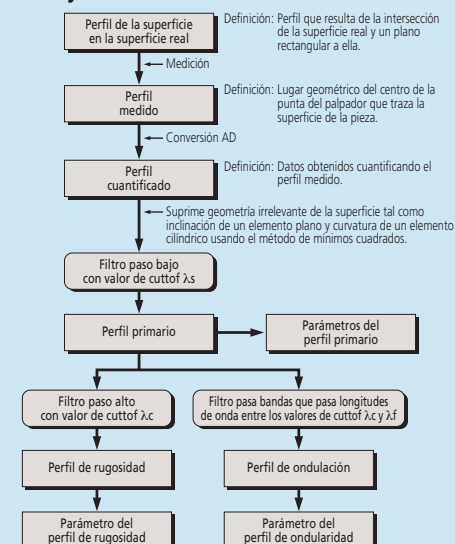 Perfil de la superficie
en la superficie real
Definición: Perfil que resulta de la intersección
de la superficie real y un plano
rectangular a ella.
Medición
Perfil
medido
Definición: Lugar geométrico del centro de la
punta del palpador que traza la
superficie de la pieza.
Conversión AD
Perfil
cuantificado
Definición: Datos obtenidos cuantificando el
perfil medido.
Suprime geometría irrelevante de la superficie tal como
inclinación de un elemento plano y curvatura de un elemento
cilíndrico usando el método de mínimos cuadrados.
Filtro paso bajo
con valor de cuttof λs
Perfil primario
Parámetros del
perfil primario
Filtro paso alto
con valor de cuttof λc
Filtro pasa bandas que pasa longitudes
de onda entre los valores de cuttof λc y λf
Perfil de rugosidad
Perfil de ondulación
Parámetro del
perfil de rugosidad
Parámetro del
perfil de ondularidad